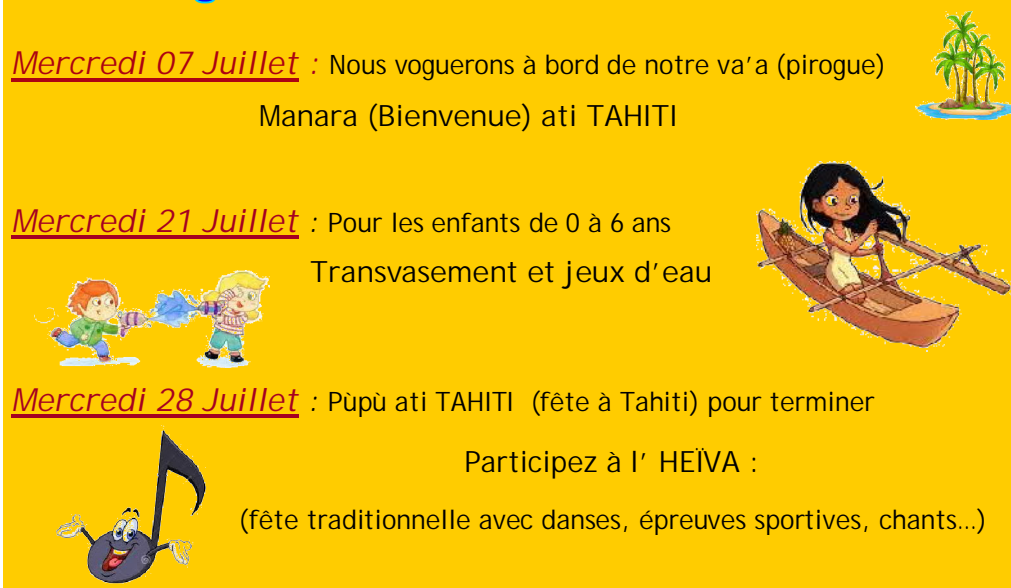 Mercredi 07 Juillet : Nous voguerons à bord de notre va’a (pirogue)
Manara (Bienvenue) ati TAHITI
Mercredi 21 Juillet : Pour les enfants de 0 à 6 ans
Transvasement et jeux d’eau
Mercredi 28 Juillet : Pùpù ati TAHITI (fête à Tahiti) pour terminer
Participez à l’ HEÏVA :
(fête traditionnelle avec danses, épreuves sportives, chants…)